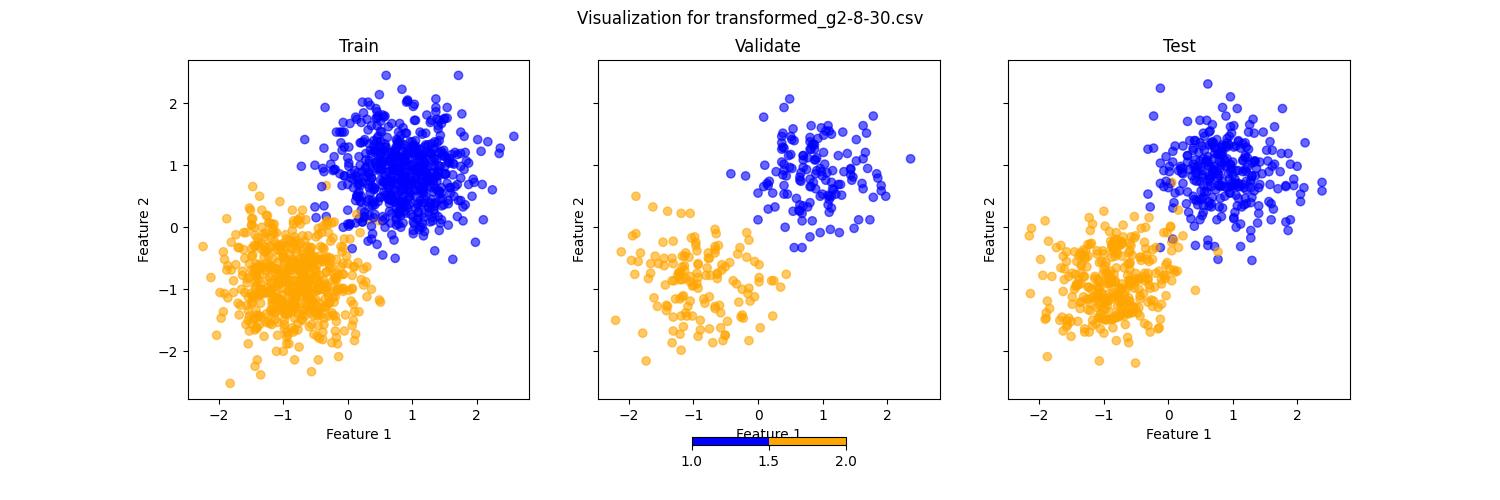 Visualization for transformed_g2-8-30.csv
Train
Validate
Test
Feature 2
2
1
0
−1
−2
−2 −1 0 1 2
Feature 1
Feature 2
−2 −1 0 1 2
Feature 1
Feature 2
−2 −1 0 1 2
Feature 1
1.0 1.5 2.0